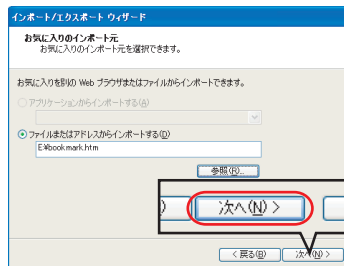 インポート/エクスポート ウィザード
お気に入りのインポート元
お気に入りのインポート元を選択できます。
お気に入りを別の Web ブラウザまたはファイルからインポートできます。
アプリケーションからインポートする(A)
ファイルまたはアドレスからインポートする(D)
E:¥bookmark.htm
参照(R)...
) 次へ(N) >
< 戻る(B) 次へ(N) >